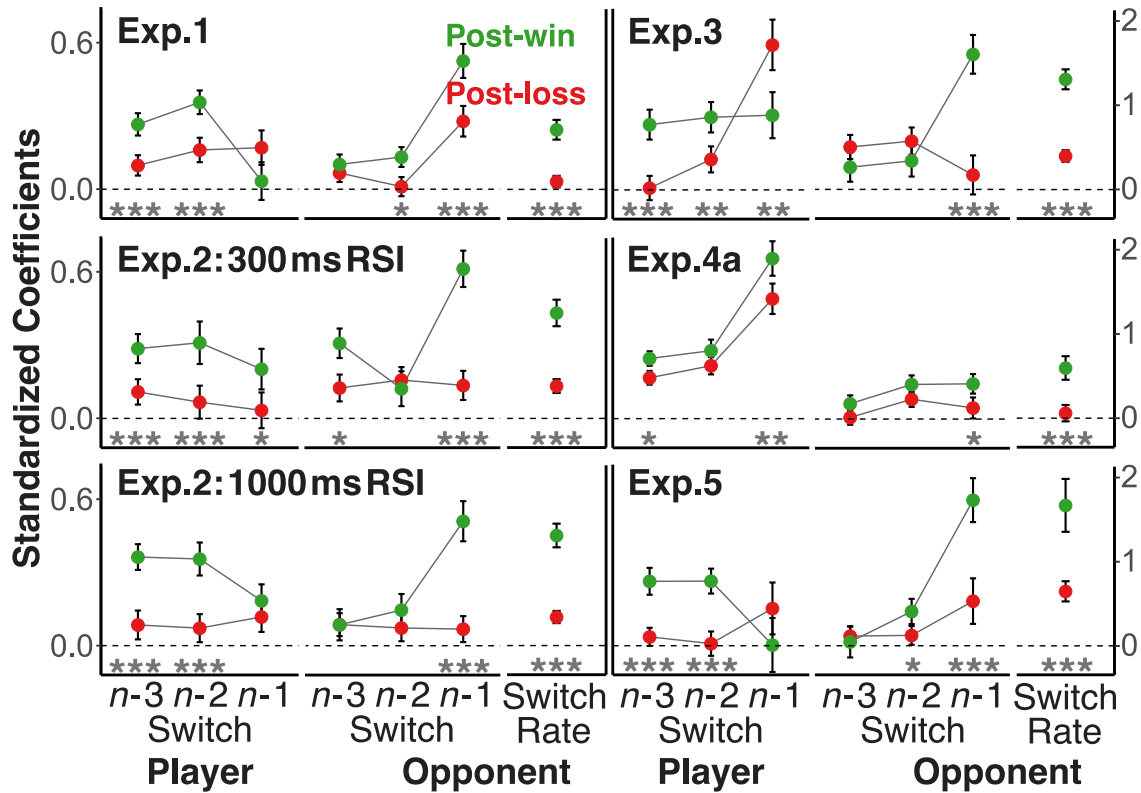 Standardized Coefficients
Exp.1
Post-win
Post-loss
0.6
0.0
*** ***
* ***
***
Exp.3
2
1
0
*** ** **
***
***
Exp.2:300 ms RSI
0.6
0.0
*** *** *
* ***
***
Exp.4a
2
1
0
* **
*
***
Exp.2:1000 ms RSI
0.6
0.0
*** ***
***
***
Exp.5
2
1
0
*** ***
* ***
***
n-3 n-2 n-1 n-3 n-2 n-1 Switch n-3 n-2 n-1 n-3 n-2 n-1 Switch
Switch Switch Rate Switch Switch Rate
Player Opponent Player Opponent